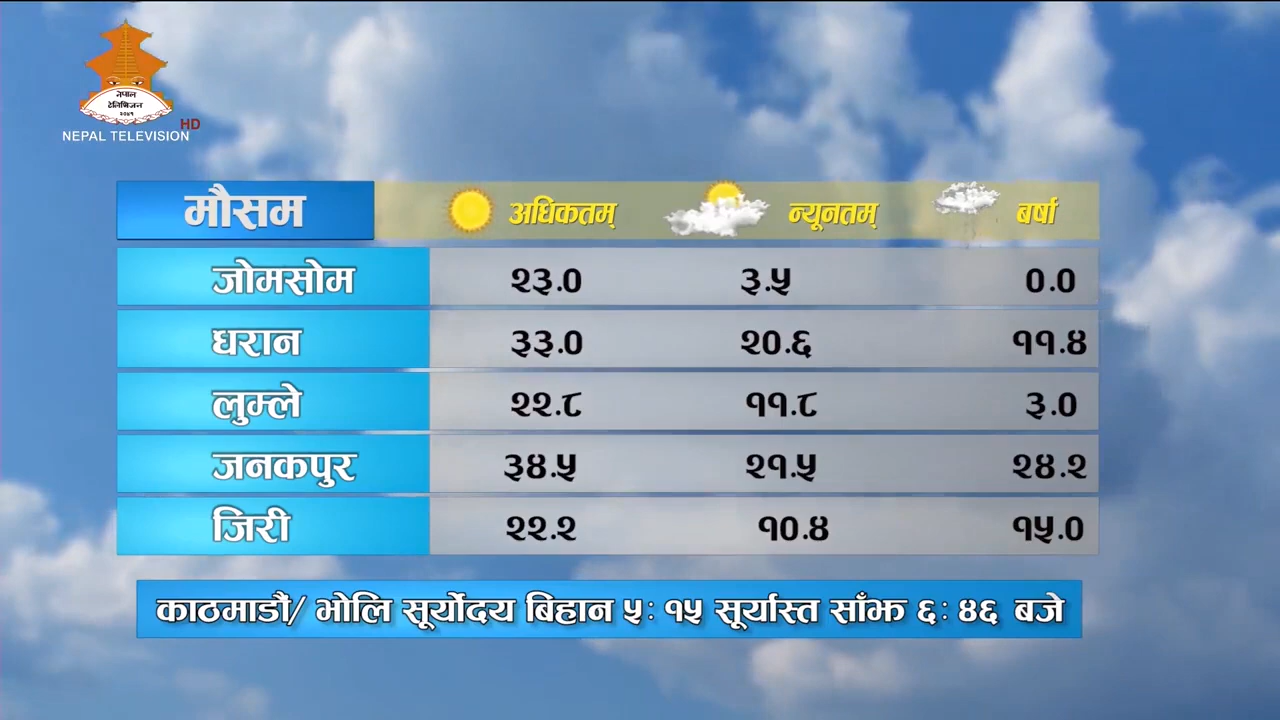 नेपाल
टेलिभिजन
२०४१
HD
NEPAL TELEVISION
मौसम अधिकतम् न्यूनतम् बर्षा
जोमसोम २३.0 ३.५ 0.0
धरान ३३.0 २0.६ ११.४
लुम्ले २२.८ ११.८ ३.0
जनकपुर ३४.५ २१.५ २४.२
जिरी २२.२ १0.४ १५.0
काठमाडौं/ भोलि सूर्योदय बिहान ५ः १५ सूर्यास्त साँझ ६ः ४६ बजे